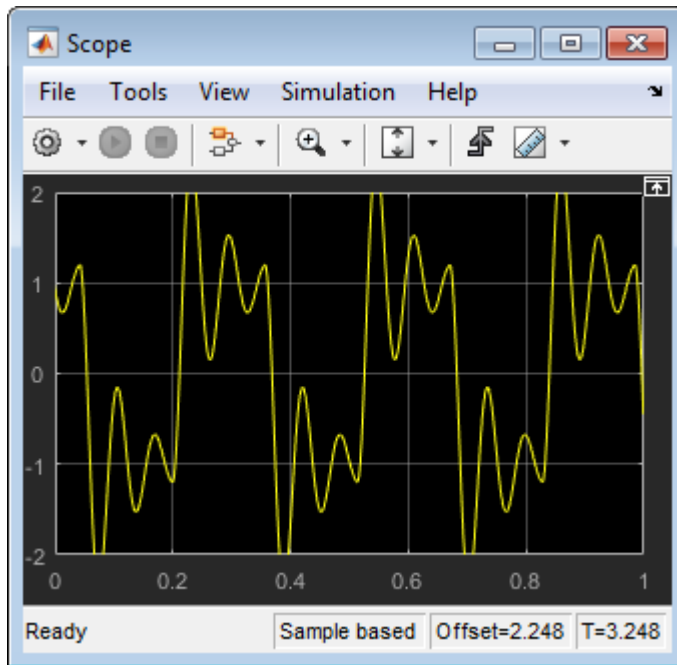 Scope
File Tools View Simulation Help
2
1
0
-1
-2
0 0.2 0.4 0.6 0.8 1
Ready Sample based Offset=2.248 T=3.248